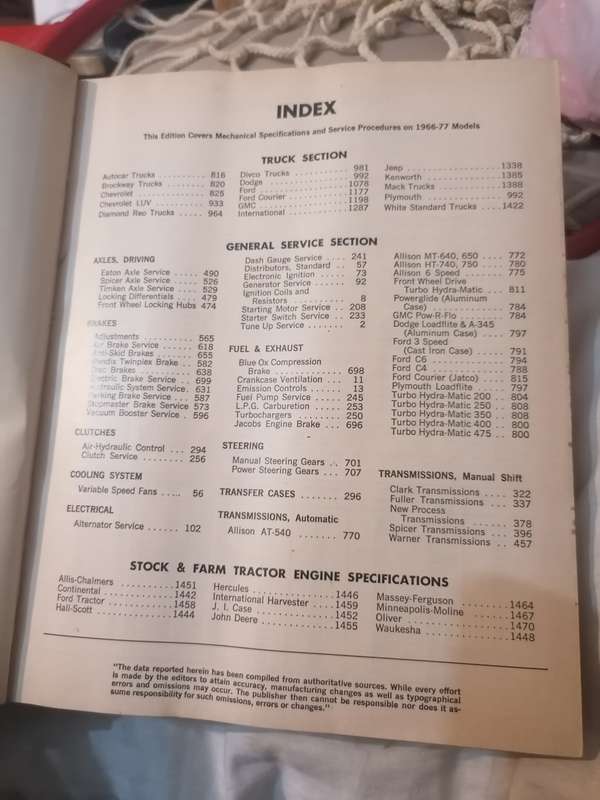 INDEX
This Edition Covers Mechanical Specifications and Service Procedures on 1966-77 Models
TRUCK SECTION
Autocar Trucks .......... 816
Brockway Trucks ......... 820
Chevrolet ............... 825
Chevrolet LUV ........... 933
Diamond Reo Trucks ...... 964
Divco Trucks ............ 981
Dodge ................... 992
Ford .................... 1078
Ford Courier ............ 1177
GMC ..................... 1198
International ........... 1287
Jeep .................... 1338
Kenworth ................ 1385
Mack Trucks ............. 1388
Plymouth ................ 992
White Standard Trucks ... 1422
GENERAL SERVICE SECTION
AXLES, DRIVING
Eaton Axle Service ..... 490
Spicer Axle Service .... 526
Timken Axle Service .... 529
Locking Differentials .... 479
Front Wheel Locking Hubs 474
BRAKES
Adjustments ............ 565
Air Brake Service ....... 618
Anti-Skid Brakes ....... 655
Bendix Twinplex Brake .. 582
Disc Brakes ............ 638
Electric Brake Service .. 699
Hydraulic System Service . 631
Parking Brake Service ... 587
Stopmaster Brake Service 573
Vacuum Booster Service . 596
CLUTCHES
Air-Hydraulic Control ... 294
Clutch Service .......... 256
COOLING SYSTEM
Variable Speed Fans ..... 56
ELECTRICAL
Alternator Service ...... 102
Dash Gauge Service .... 241
Distributors, Standard .. 57
Electronic Ignition ..... 73
Generator Service ...... 92
Ignition Coils and
Resistors ............. 8
Starting Motor Service .. 208
Starter Switch Service ... 233
Tune Up Service ........ 2
FUEL & EXHAUST
Blue Ox Compression
Brake ................ 698
Crankcase Ventilation ... 11
Emission Controls ....... 13
Fuel Pump Service ...... 245
L.P.G. Carburetion ..... 253
Turbochargers .......... 250
Jacobs Engine Brake ... 696
STEERING
Manual Steering Gears .. 701
Power Steering Gears ... 707
TRANSFER CASES ....... 296
TRANSMISSIONS, Automatic
Allison AT-540 ....... 770
Allison MT-640, 650 .... 772
Allison HT-740, 750 .... 780
Allison 6 Speed ......... 775
Front Wheel Drive
Turbo Hydra-Matic ... 811
Powerglide (Aluminum
Case) ................ 784
GMC Pow-R-Flo ......... 784
Dodge Loadflite & A-345
(Aluminum Case) ..... 797
Ford 3 Speed
(Cast Iron Case) ..... 791
Ford C6 ................ 794
Ford C4 ................ 788
Ford Courier (Jatco) .... 815
Plymouth Loadflite ..... 797
Turbo Hydra-Matic 200 .. 804
Turbo Hydra-Matic 250 .. 808
Turbo Hydra-Matic 350 .. 808
Turbo Hydra-Matic 400 .. 800
Turbo Hydra-Matic 475 .. 800
TRANSMISSIONS, Manual Shift
Clark Transmissions .... 322
Fuller Transmissions ... 337
New Process
Transmissions ....... 378
Spicer Transmissions ... 396
Warner Transmissions .. 457
STOCK & FARM TRACTOR ENGINE SPECIFICATIONS
Allis-Chalmers .......... 1451
Continental ............. 1442
Ford Tractor ............ 1458
Hall-Scott .............. 1444
Hercules ................ 1446
International Harvester ... 1459
J. I. Case .............. 1452
John Deere .............. 1455
Massey-Ferguson ........ 1464
Minneapolis-Moline ...... 1467
Oliver .................. 1470
Waukesha ................ 1448
"The data reported herein has been compiled from authoritative sources. While every effort
is made by the editors to attain accuracy, manufacturing changes as well as typographical
errors and omissions may occur. The publisher then cannot be responsible nor does it as-
sume responsibility for such omissions, errors or changes."